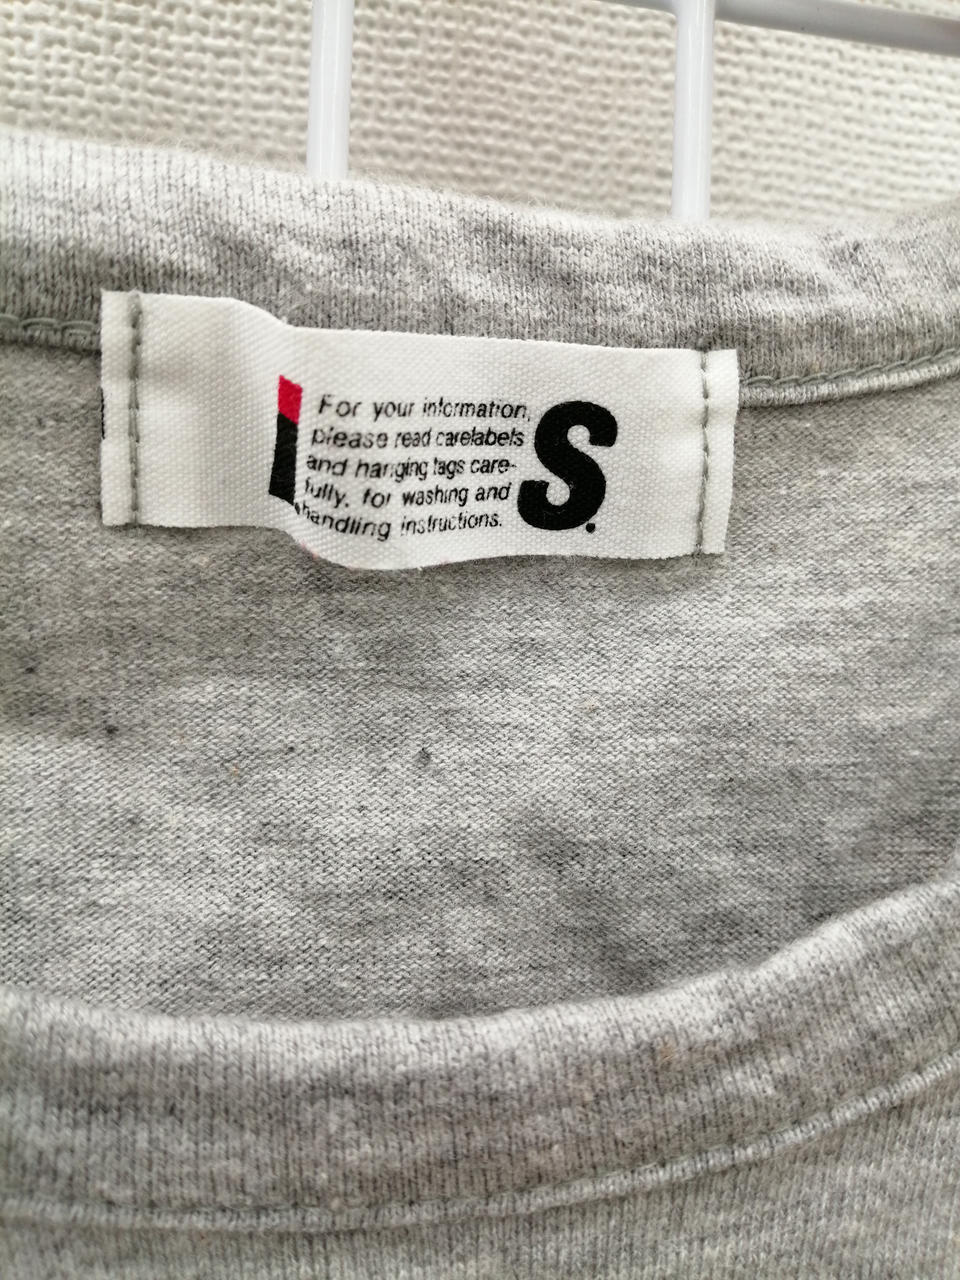 For your information,
please read carelabels
and hanging tags care-
fully, for washing and
handling instructions.
S.